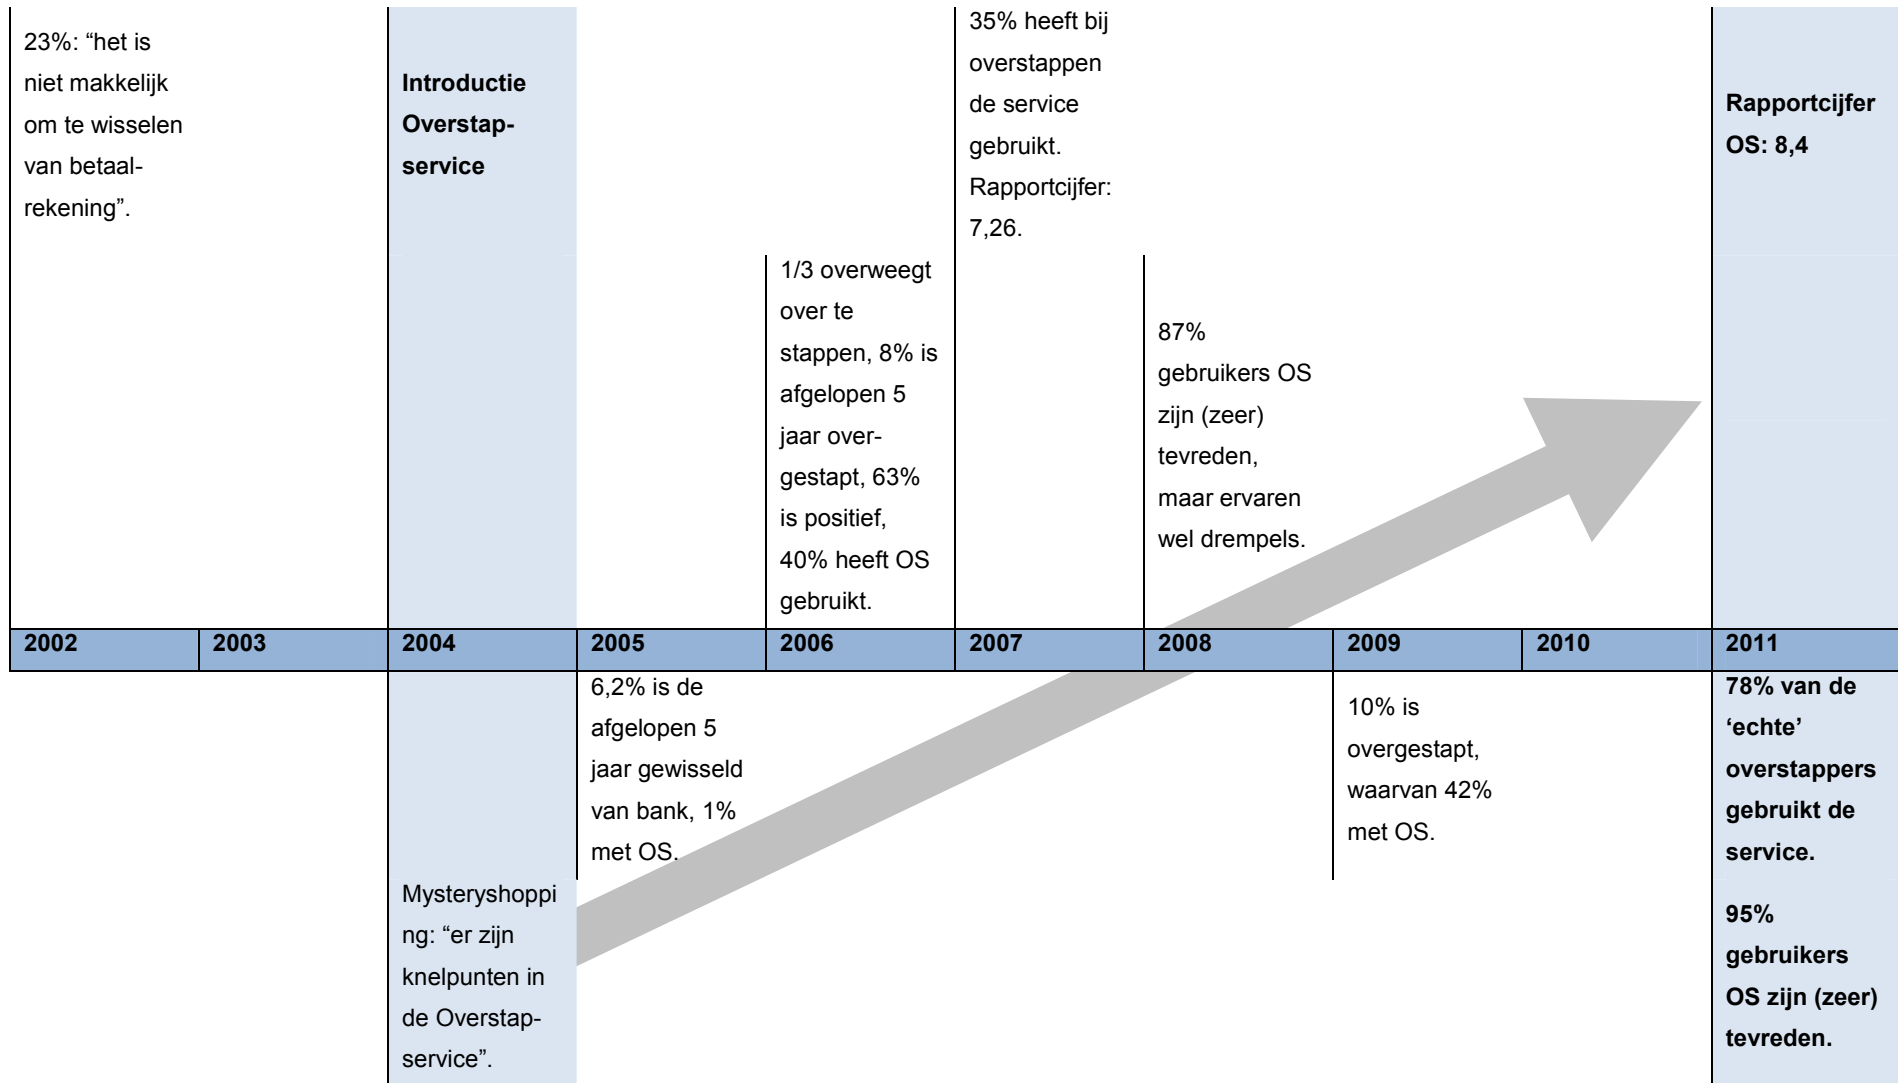 23%: “het is
niet makkelijk
om te wisselen
van betaal-
rekening”.
Introductie
Overstap-
service
35% heeft bij
overstappen
de service
gebruikt.
Rapportcijfer:
7,26.
Rapportcijfer
OS: 8,4
1/3 overweegt
over te
stappen, 8% is
afgelopen 5
jaar over-
gestapt, 63%
is positief,
40% heeft OS
gebruikt.
87%
gebruikers OS
zijn (zeer)
tevreden,
maar ervaren
wel drempels.
2002 2003 2004 2005 2006 2007 2008 2009 2010 2011
6,2% is de
afgelopen 5
jaar gewisseld
van bank, 1%
met OS.
10% is
overgestapt,
waarvan 42%
met OS.
78% van de
‘echte’
overstappers
gebruikt de
service.
Mysteryshoppi
ng: “er zijn
knelpunten in
de Overstap-
service”.
95%
gebruikers
OS zijn (zeer)
tevreden.